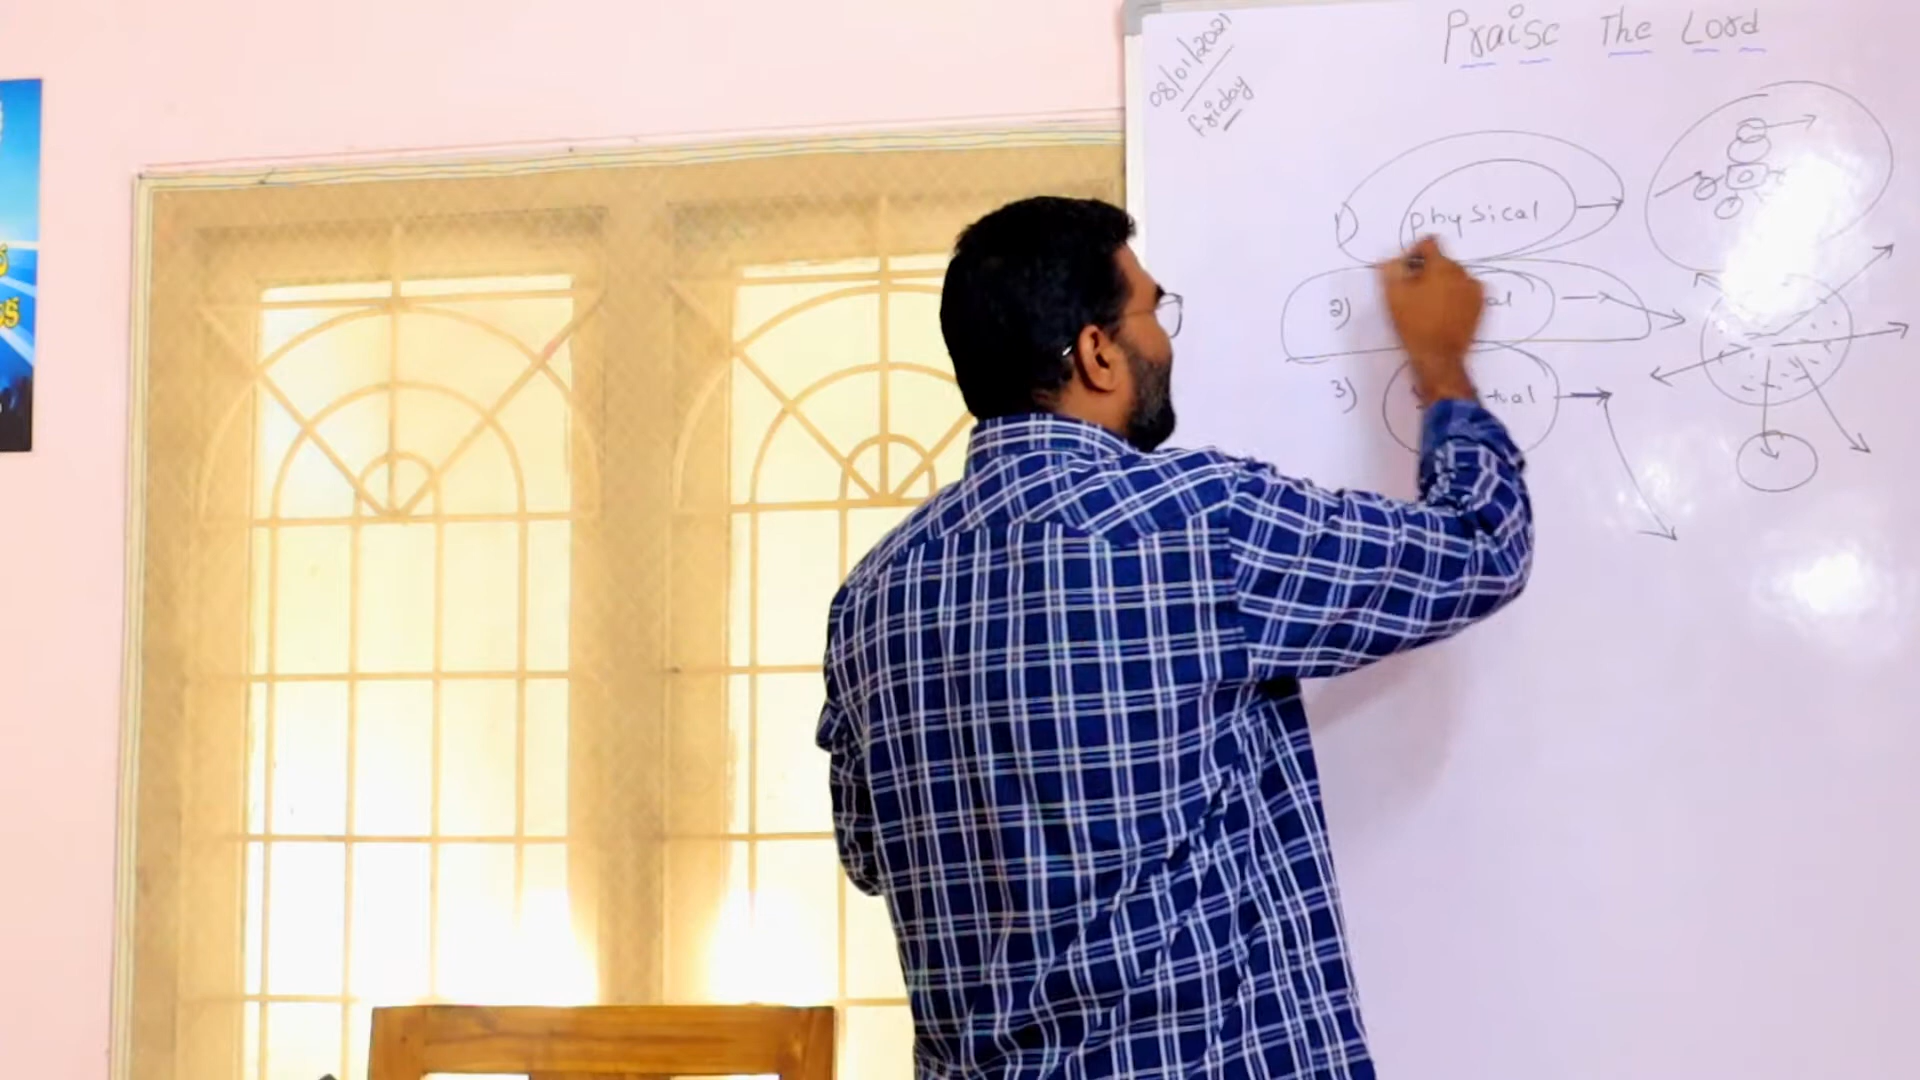 Praise The Lord
08/01/2021
Friday
1) physical
2)
3)